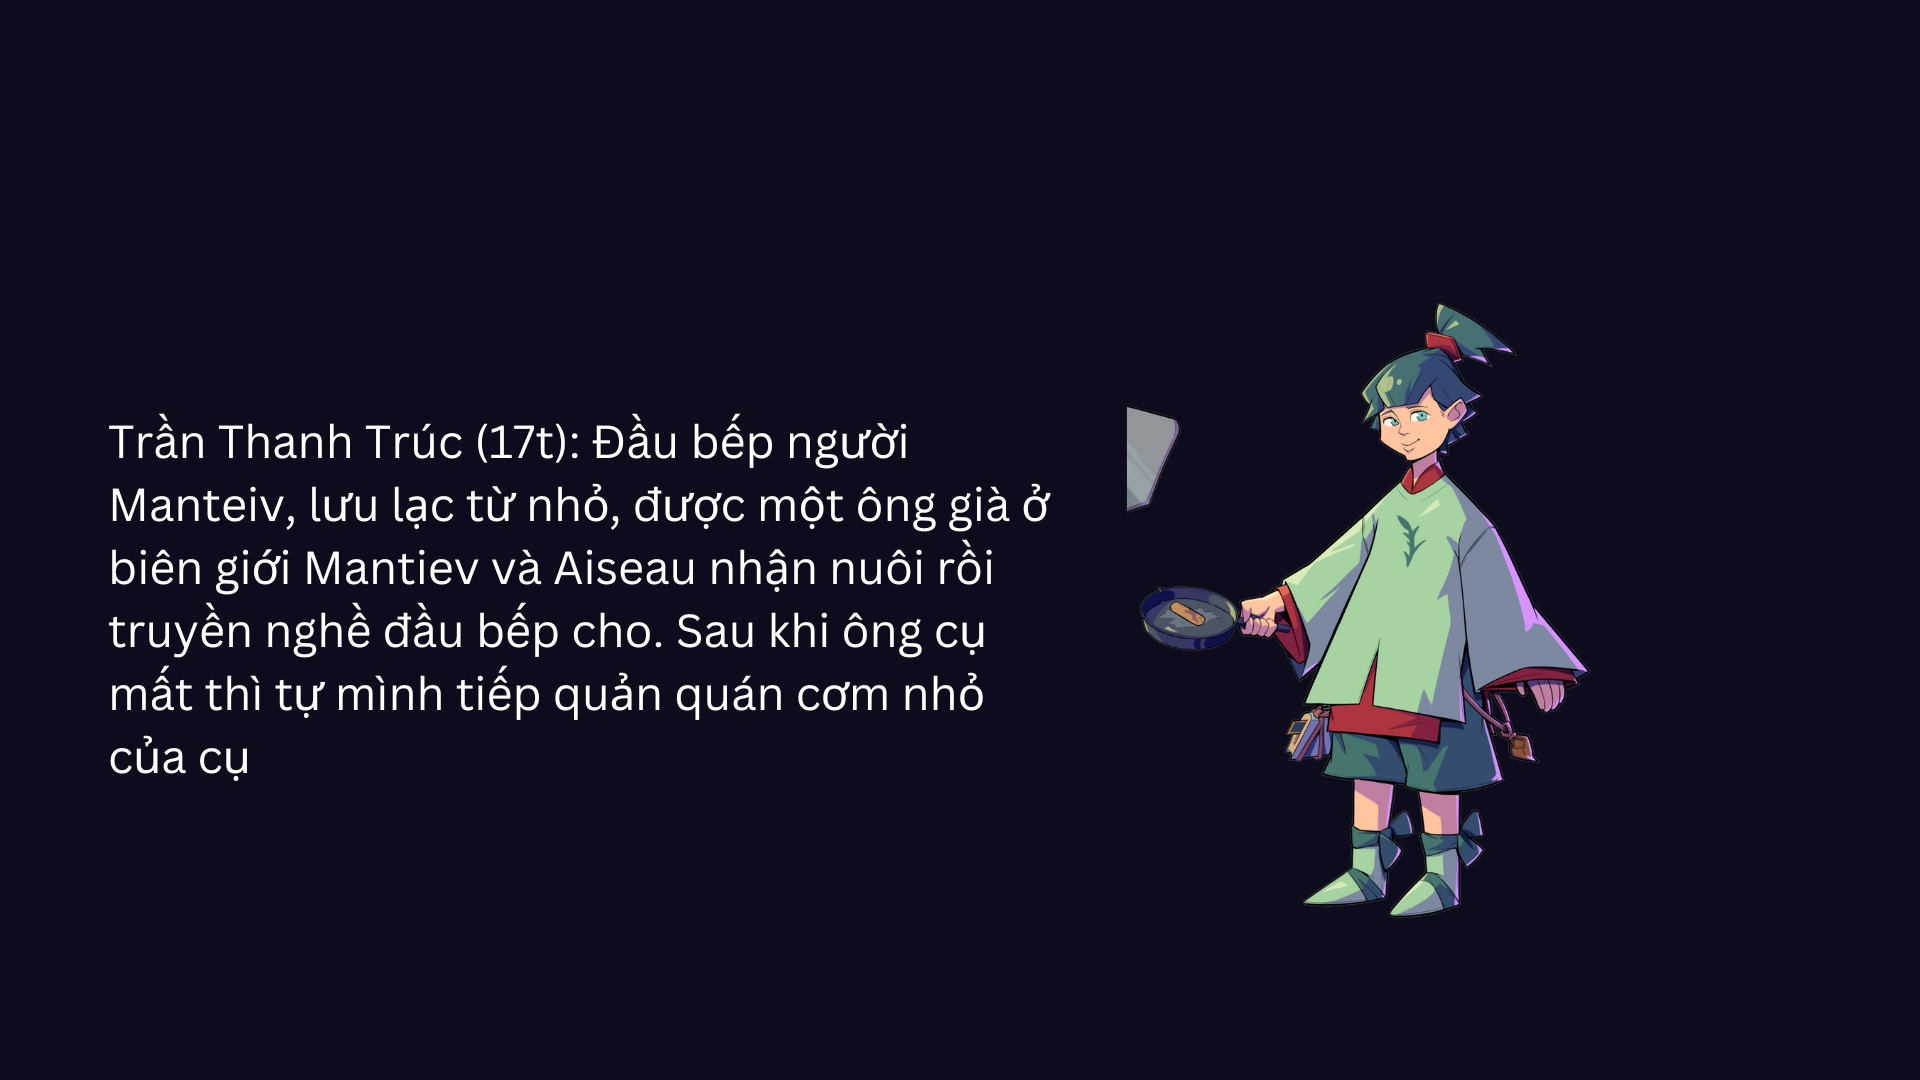 Trần Thanh Trúc (17t): Đầu bếp người
Manteiv, lưu lạc từ nhỏ, được một ông già ở
biên giới Mantiev và Aiseau nhận nuôi rồi
truyền nghề đầu bếp cho. Sau khi ông cụ
mất thì tự mình tiếp quản quán cơm nhỏ
của cụ